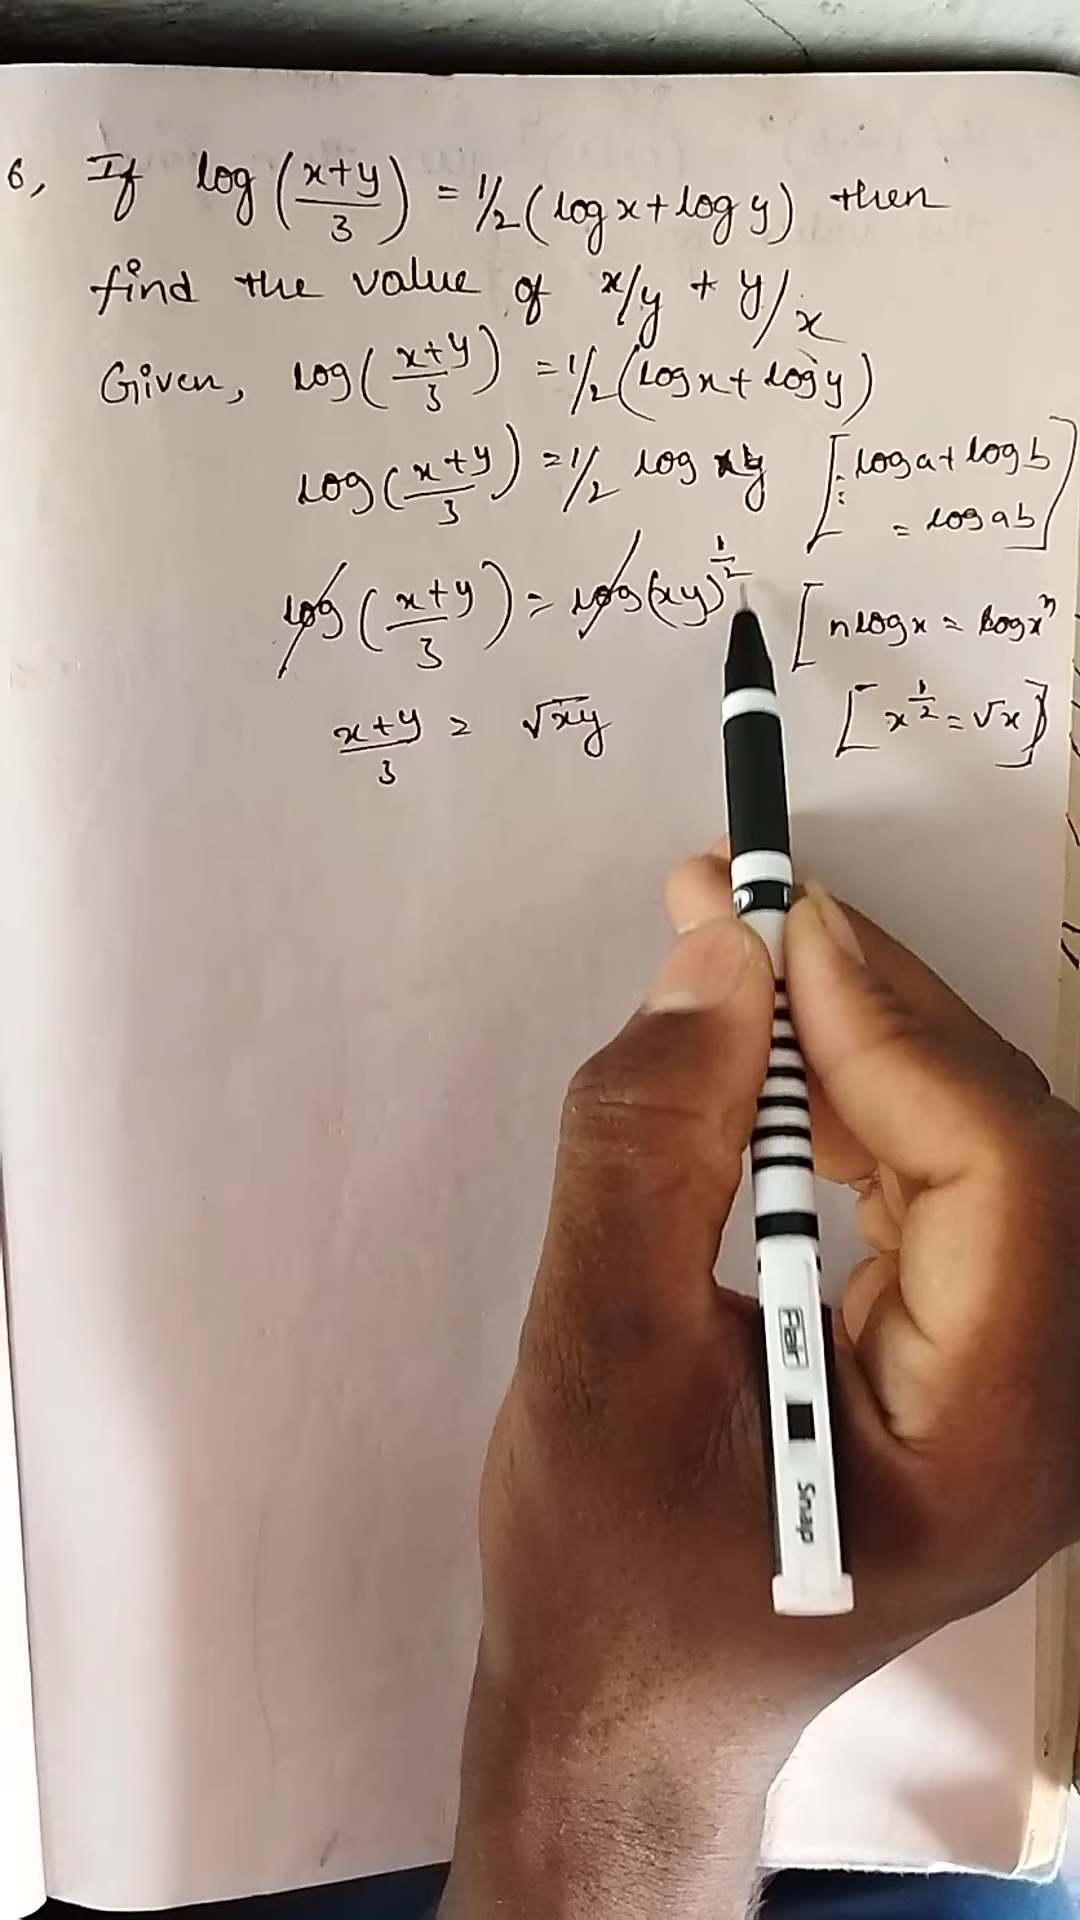 6, If log (x+y/3) = 1/2 (log x + log y) then
find the value of x/y + y/x
Given, log (x+y/3) = 1/2 (log x + log y)
log (x+y/3) = 1/2 log xy [∵ log a + log b
= log ab]
log (x+y/3) = log (xy)^1/2 [n log x = log x^n
x+y/3 = √xy [x^1/2 = √x]
Flair
Snap